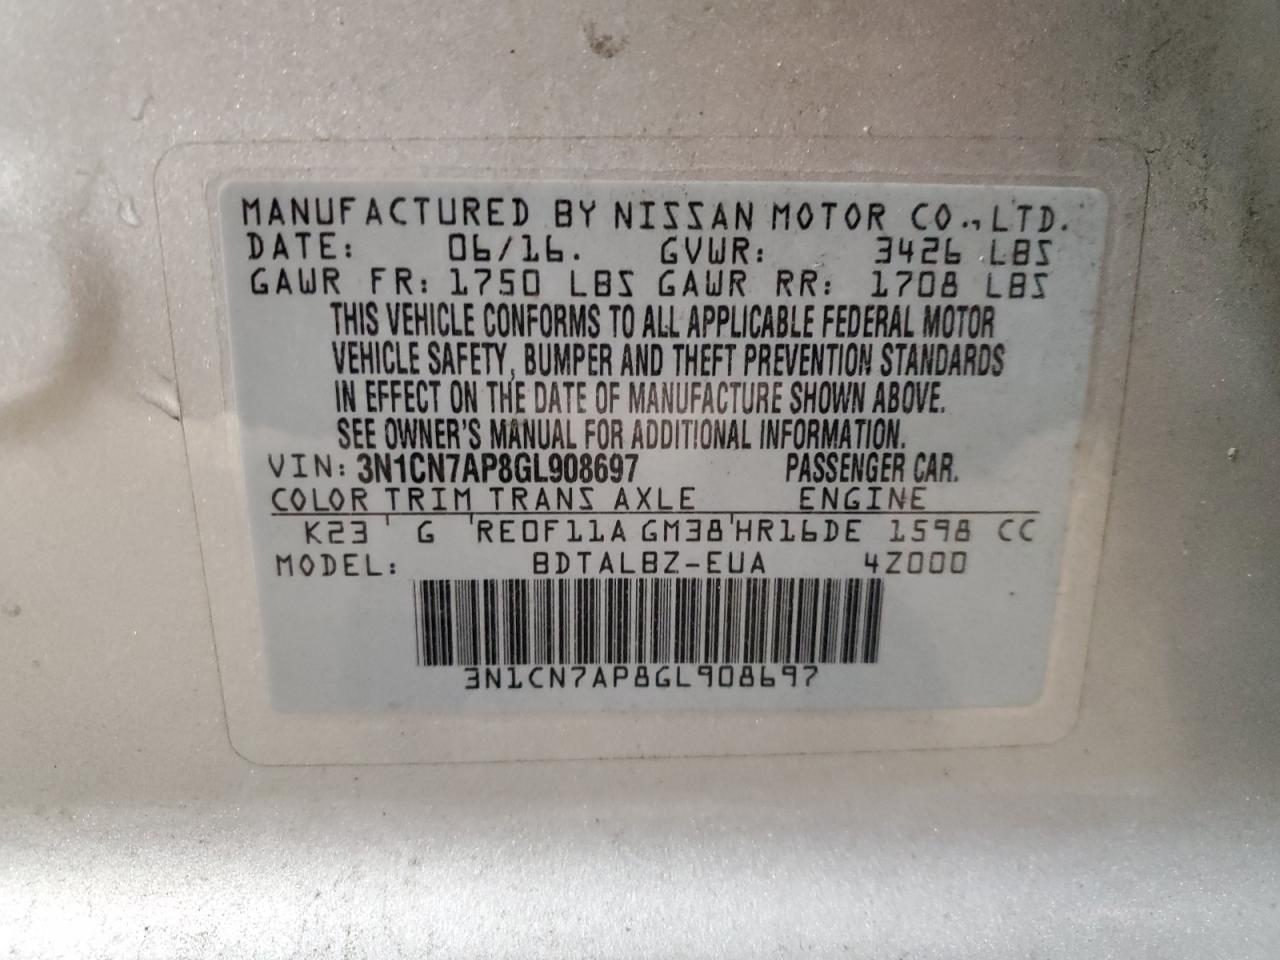 MANUFACTURED BY NISSAN MOTOR CO., LTD.
DATE: 06/16. GVWR: 3426 LBS
GAWR FR: 1750 LBS GAWR RR: 1708 LBS
THIS VEHICLE CONFORMS TO ALL APPLICABLE FEDERAL MOTOR
VEHICLE SAFETY, BUMPER AND THEFT PREVENTION STANDARDS
IN EFFECT ON THE DATE OF MANUFACTURE SHOWN ABOVE.
SEE OWNER'S MANUAL FOR ADDITIONAL INFORMATION.
VIN: 3N1CN7AP8GL908697 PASSENGER CAR.
COLOR TRIM TRANS AXLE ENGINE
K23 G RE0F11A GM38 HR16DE 1598 CC
MODEL: BDTALBZ-EUA 4Z000
3N1CN7AP8GL908697